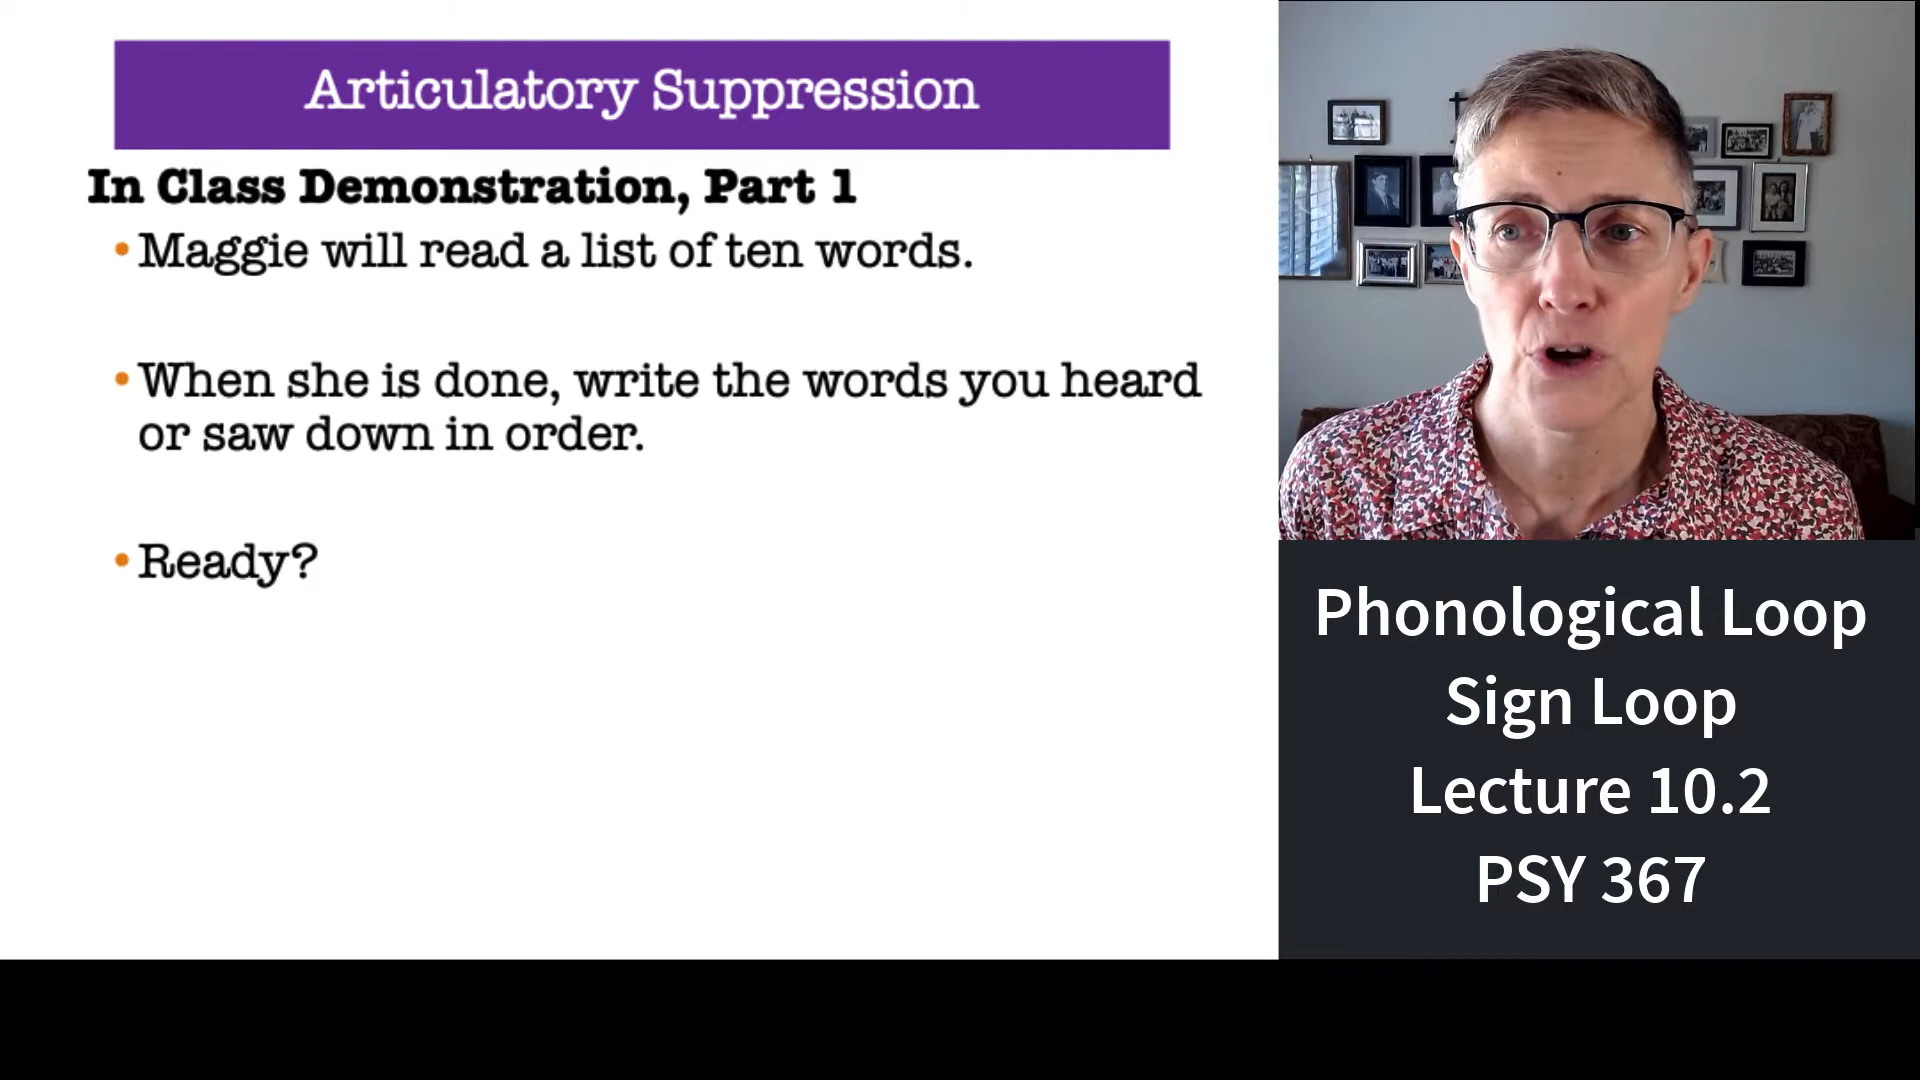 Articulatory Suppression
In Class Demonstration, Part 1
• Maggie will read a list of ten words.
• When she is done, write the words you heard
or saw down in order.
• Ready?
Phonological Loop
Sign Loop
Lecture 10.2
PSY 367